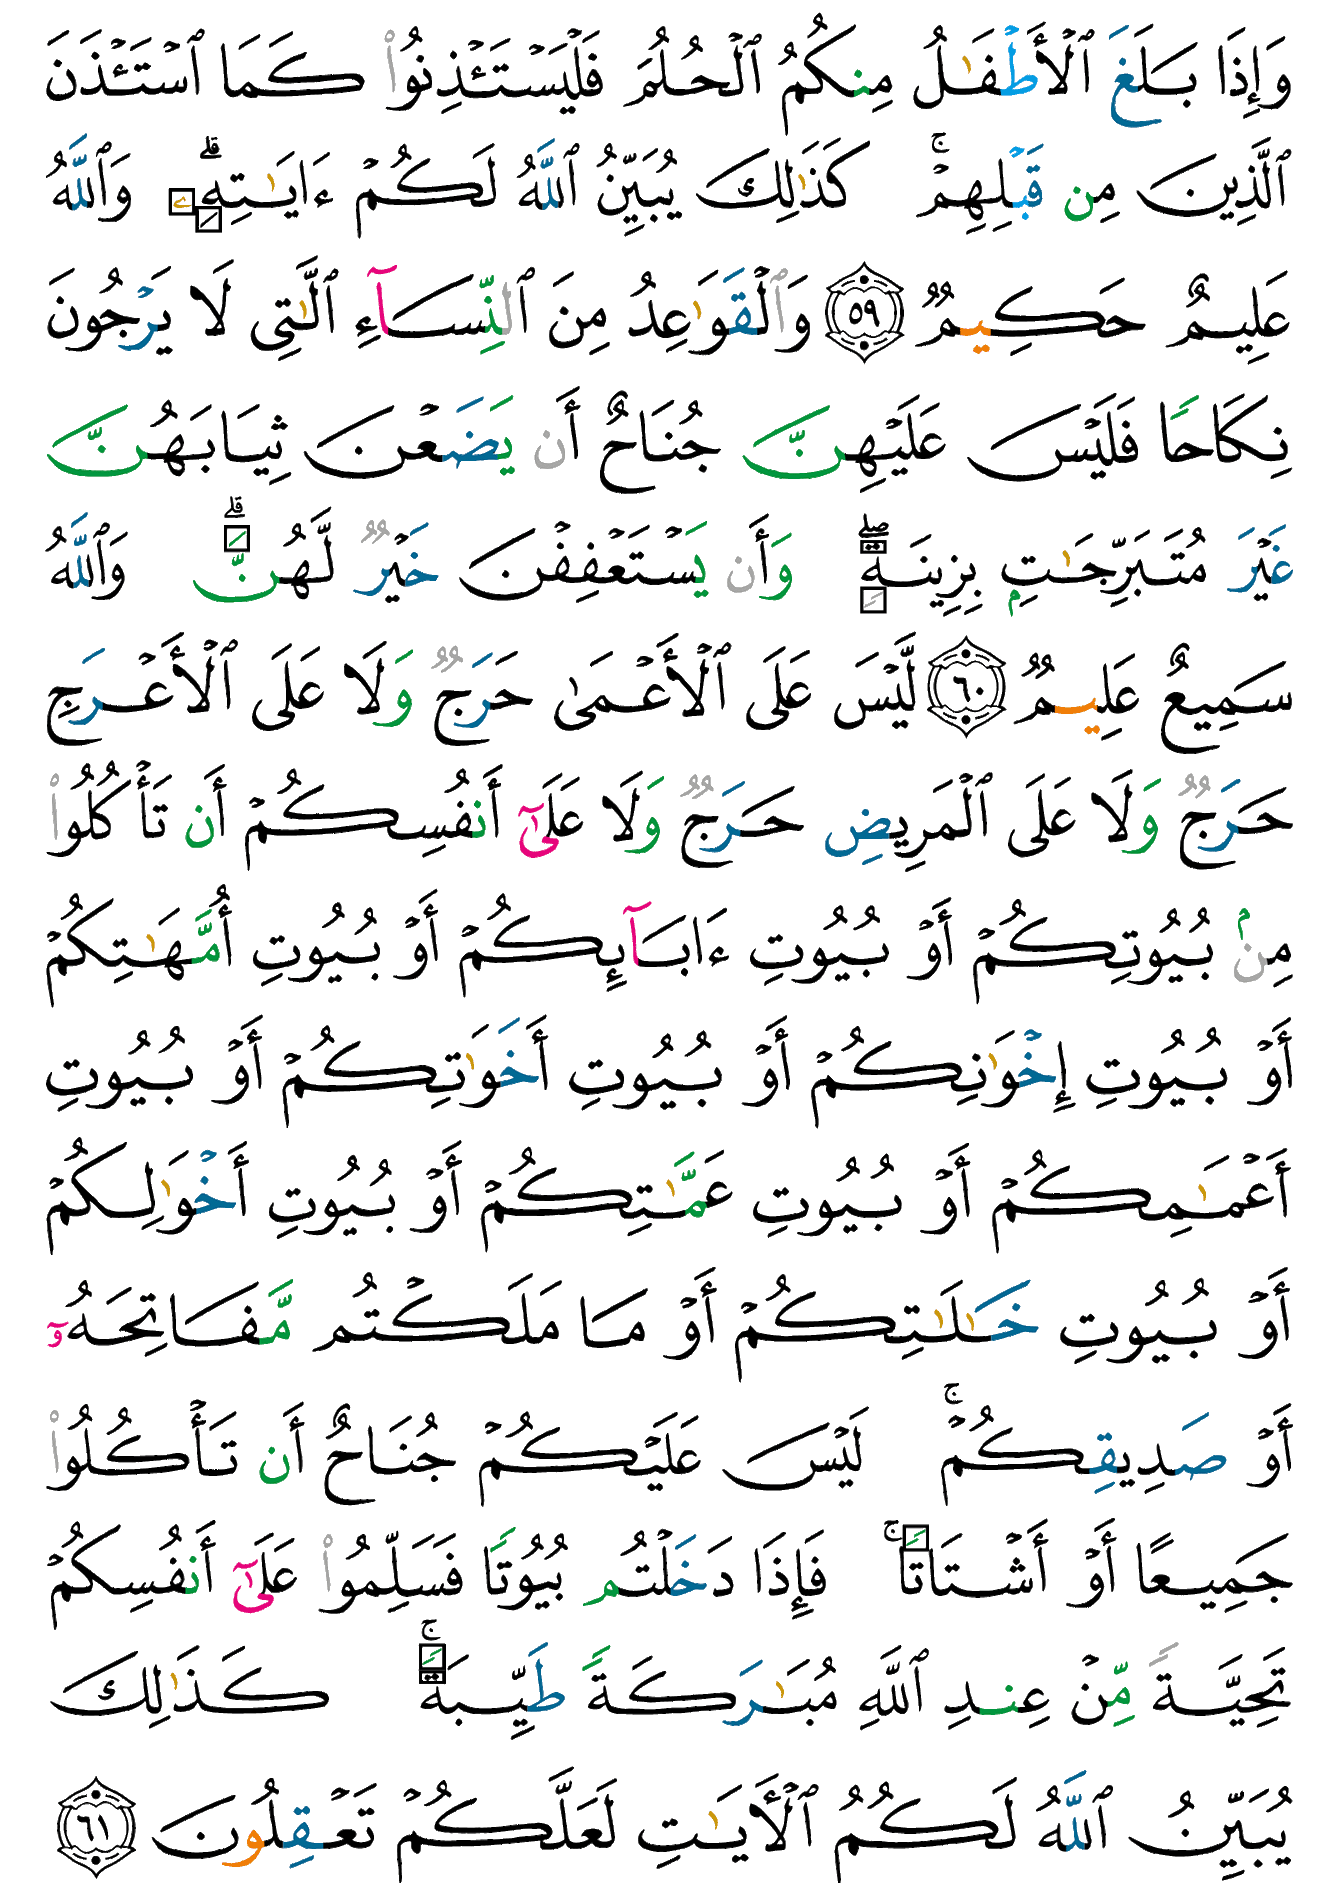 وَإِذَا بَلَغَ ٱلْأَطْفَـٰلُ مِنكُمُ ٱلْحُلُمَ فَلْيَسْتَـْٔذِنُوا۟ كَمَا ٱسْتَـْٔذَنَ
ٱلَّذِينَ مِن قَبْلِهِمْ ۚ كَذَٰلِكَ يُبَيِّنُ ٱللَّهُ لَكُمْ ءَايَـٰتِهِۦ ۗ وَٱللَّهُ
عَلِيمٌ حَكِيمٌ ٥٩ وَٱلْقَوَٰعِدُ مِنَ ٱلنِّسَآءِ ٱلَّـٰتِى لَا يَرْجُونَ
نِكَاحًا فَلَيْسَ عَلَيْهِنَّ جُنَاحٌ أَن يَضَعْنَ ثِيَابَهُنَّ
غَيْرَ مُتَبَرِّجَـٰتٍۭ بِزِينَةٍ ۖ وَأَن يَسْتَعْفِفْنَ خَيْرٌ لَّهُنَّ ۗ وَٱللَّهُ
سَمِيعٌ عَلِيمٌ ٦٠ لَّيْسَ عَلَى ٱلْأَعْمَىٰ حَرَجٌ وَلَا عَلَى ٱلْأَعْرَجِ
حَرَجٌ وَلَا عَلَى ٱلْمَرِيضِ حَرَجٌ وَلَا عَلَىٰٓ أَنفُسِكُمْ أَن تَأْكُلُوا۟
مِنۢ بُيُوتِكُمْ أَوْ بُيُوتِ ءَابَآئِكُمْ أَوْ بُيُوتِ أُمَّهَـٰتِكُمْ
أَوْ بُيُوتِ إِخْوَٰنِكُمْ أَوْ بُيُوتِ أَخَوَٰتِكُمْ أَوْ بُيُوتِ
أَعْمَـٰمِكُمْ أَوْ بُيُوتِ عَمَّـٰتِكُمْ أَوْ بُيُوتِ أَخْوَٰلِكُمْ
أَوْ بُيُوتِ خَـٰلَـٰتِكُمْ أَوْ مَا مَلَكْتُم مَّفَاتِحَهُۥٓ
أَوْ صَدِيقِكُمْ ۚ لَيْسَ عَلَيْكُمْ جُنَاحٌ أَن تَأْكُلُوا۟
جَمِيعًا أَوْ أَشْتَاتًا ۚ فَإِذَا دَخَلْتُم بُيُوتًا فَسَلِّمُوا۟ عَلَىٰٓ أَنفُسِكُمْ
تَحِيَّةً مِّنْ عِندِ ٱللَّهِ مُبَـٰرَكَةً طَيِّبَةً ۚ كَذَٰلِكَ
يُبَيِّنُ ٱللَّهُ لَكُمُ ٱلْـَٔايَـٰتِ لَعَلَّكُمْ تَعْقِلُونَ ٦١